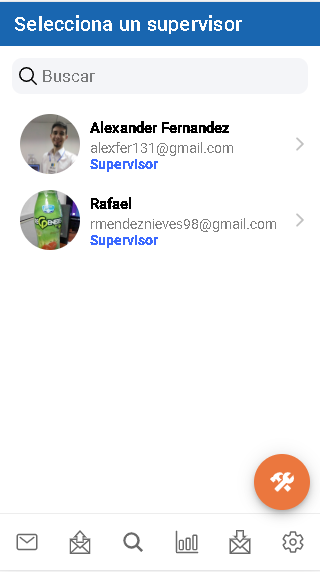 Selecciona un supervisor
Buscar
Alexander Fernandez
alexfer131@gmail.com
Supervisor
Rafael
rmendeznieves98@gmail.com
Supervisor